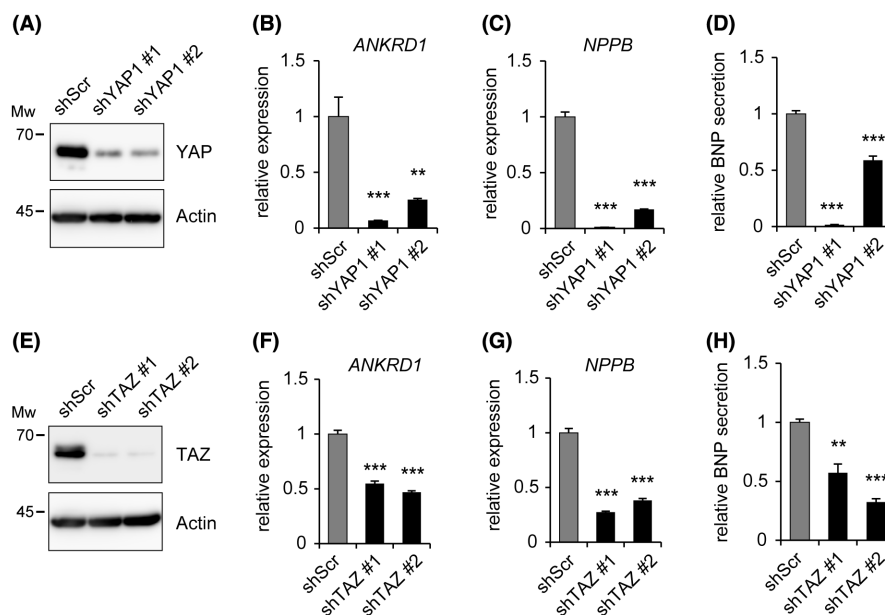 (A)
Mw
shScr
shYAP1 #1
shYAP1 #2
70
YAP
45
Actin
(B)
ANKRD1
relative expression
1.5
1
0.5
0
***
**
shScr
shYAP1 #1
shYAP1 #2
(C)
NPPB
relative expression
1.5
1
0.5
0
***
***
shScr
shYAP1 #1
shYAP1 #2
(D)
relative BNP secretion
1.5
1
0.5
0
***
***
shScr
shYAP1 #1
shYAP1 #2
(E)
Mw
shScr
shTAZ #1
shTAZ #2
70
TAZ
45
Actin
(F)
ANKRD1
relative expression
1.5
1
0.5
0
***
***
shScr
shTAZ #1
shTAZ #2
(G)
NPPB
relative expression
1.5
1
0.5
0
***
***
shScr
shTAZ #1
shTAZ #2
(H)
relative BNP secretion
1.5
1
0.5
0
**
***
shScr
shTAZ #1
shTAZ #2